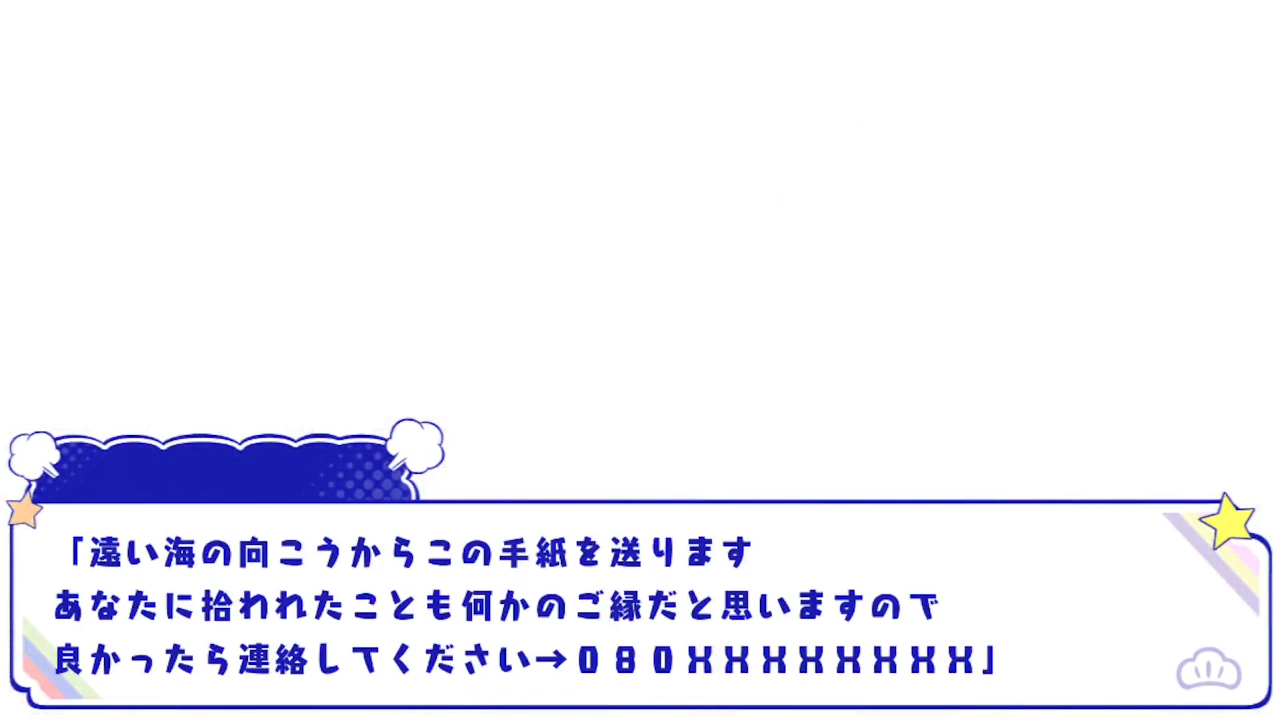 「遠い海の向こうからこの手紙を送ります
あなたに拾われたことも何かのご縁だと思いますので
良かったら連絡してください→０８０ＸＸＸＸＸＸＸＸ」